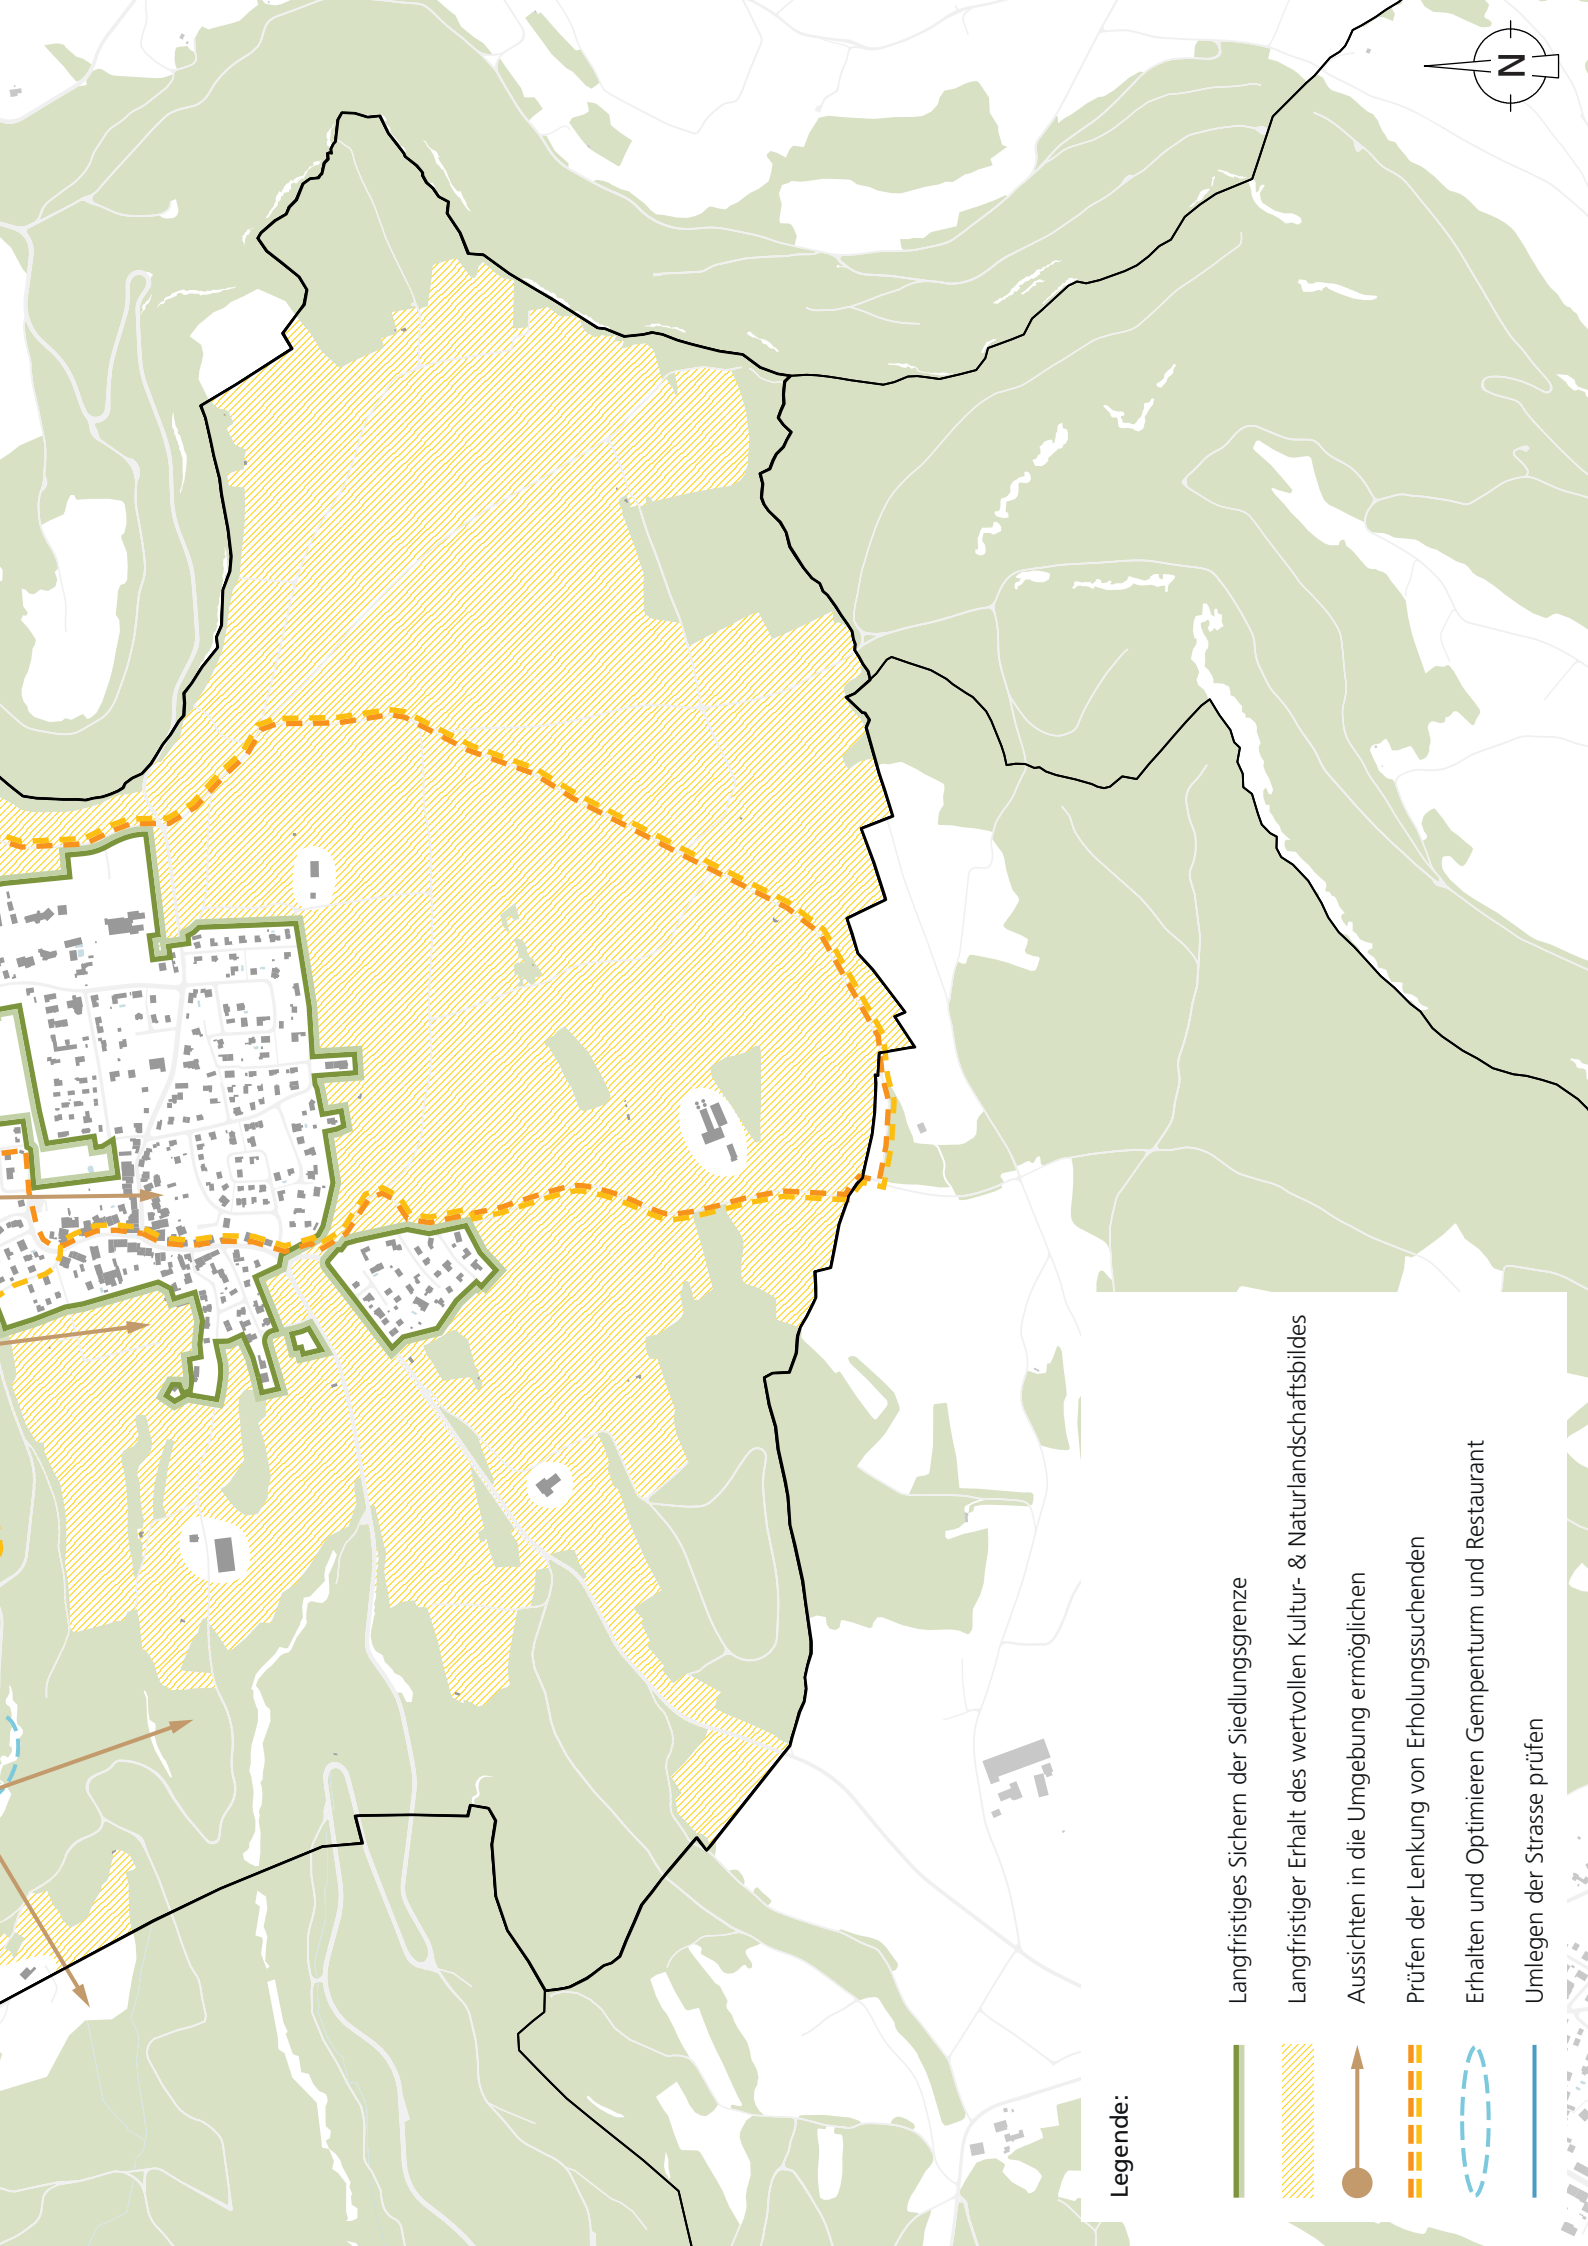 N
Legende:
Langfristiges Sichern der Siedlungsgrenze
Langfristiger Erhalt des wertvollen Kultur- & Naturlandschaftsbildes
Aussichten in die Umgebung ermöglichen
Prüfen der Lenkung von Erholungssuchenden
Erhalten und Optimieren Gempenturm und Restaurant
Umlegen der Strasse prüfen